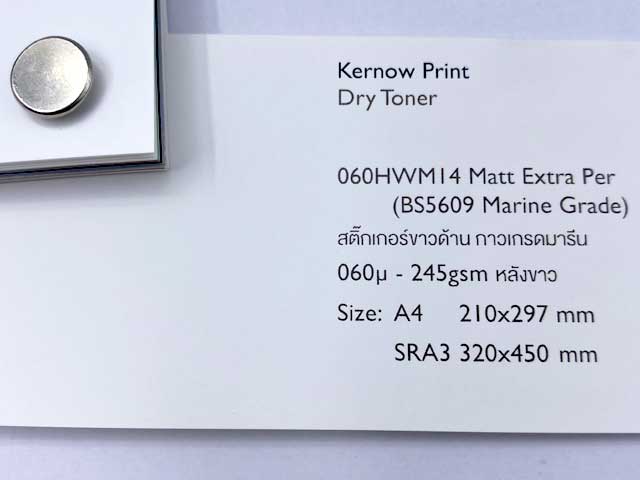 Kernow Print
Dry Toner
060HWM14 Matt Extra Per
(BS5609 Marine Grade)
สติ๊กเกอร์ขาวด้าน กาวเกรดมารีน
060µ - 245gsm หลังขาว
Size: A4 210x297 mm
SRA3 320x450 mm